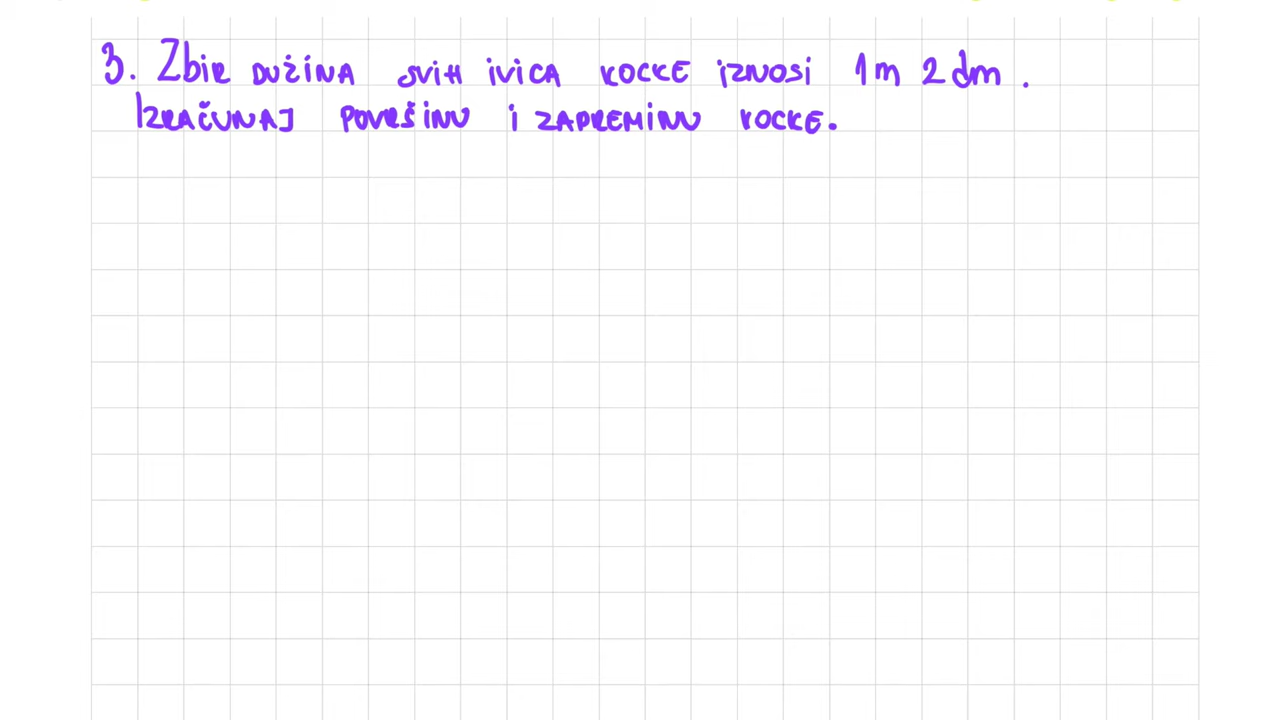 3. Zbir dužina svih ivica kocke iznosi 1m 2dm.
Izračunaj površinu i zapreminu kocke.